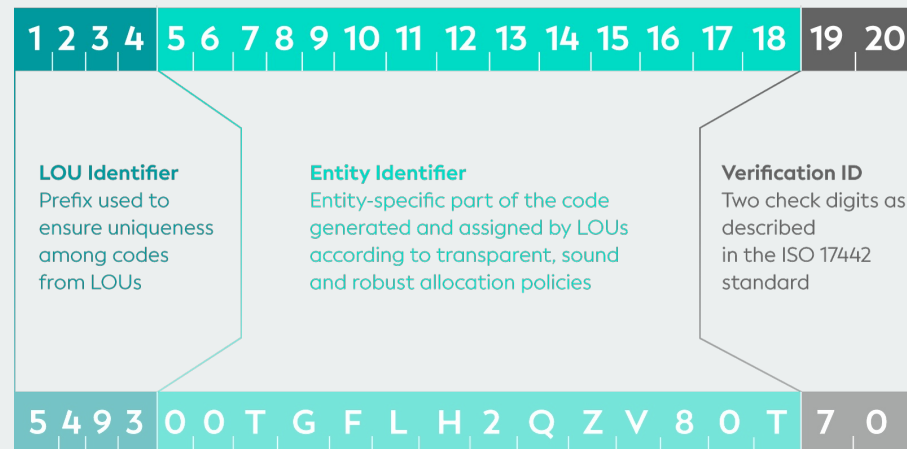 1 2 3 4 5 6 7 8 9 10 11 12 13 14 15 16 17 18 19 20
LOU Identifier
Prefix used to
ensure uniqueness
among codes
from LOUs
Entity Identifier
Entity-specific part of the code
generated and assigned by LOUs
according to transparent, sound
and robust allocation policies
Verification ID
Two check digits as
described
in the ISO 17442
standard
5 4 9 3 0 0 T G F L H 2 Q Z V 8 0 T 7 0